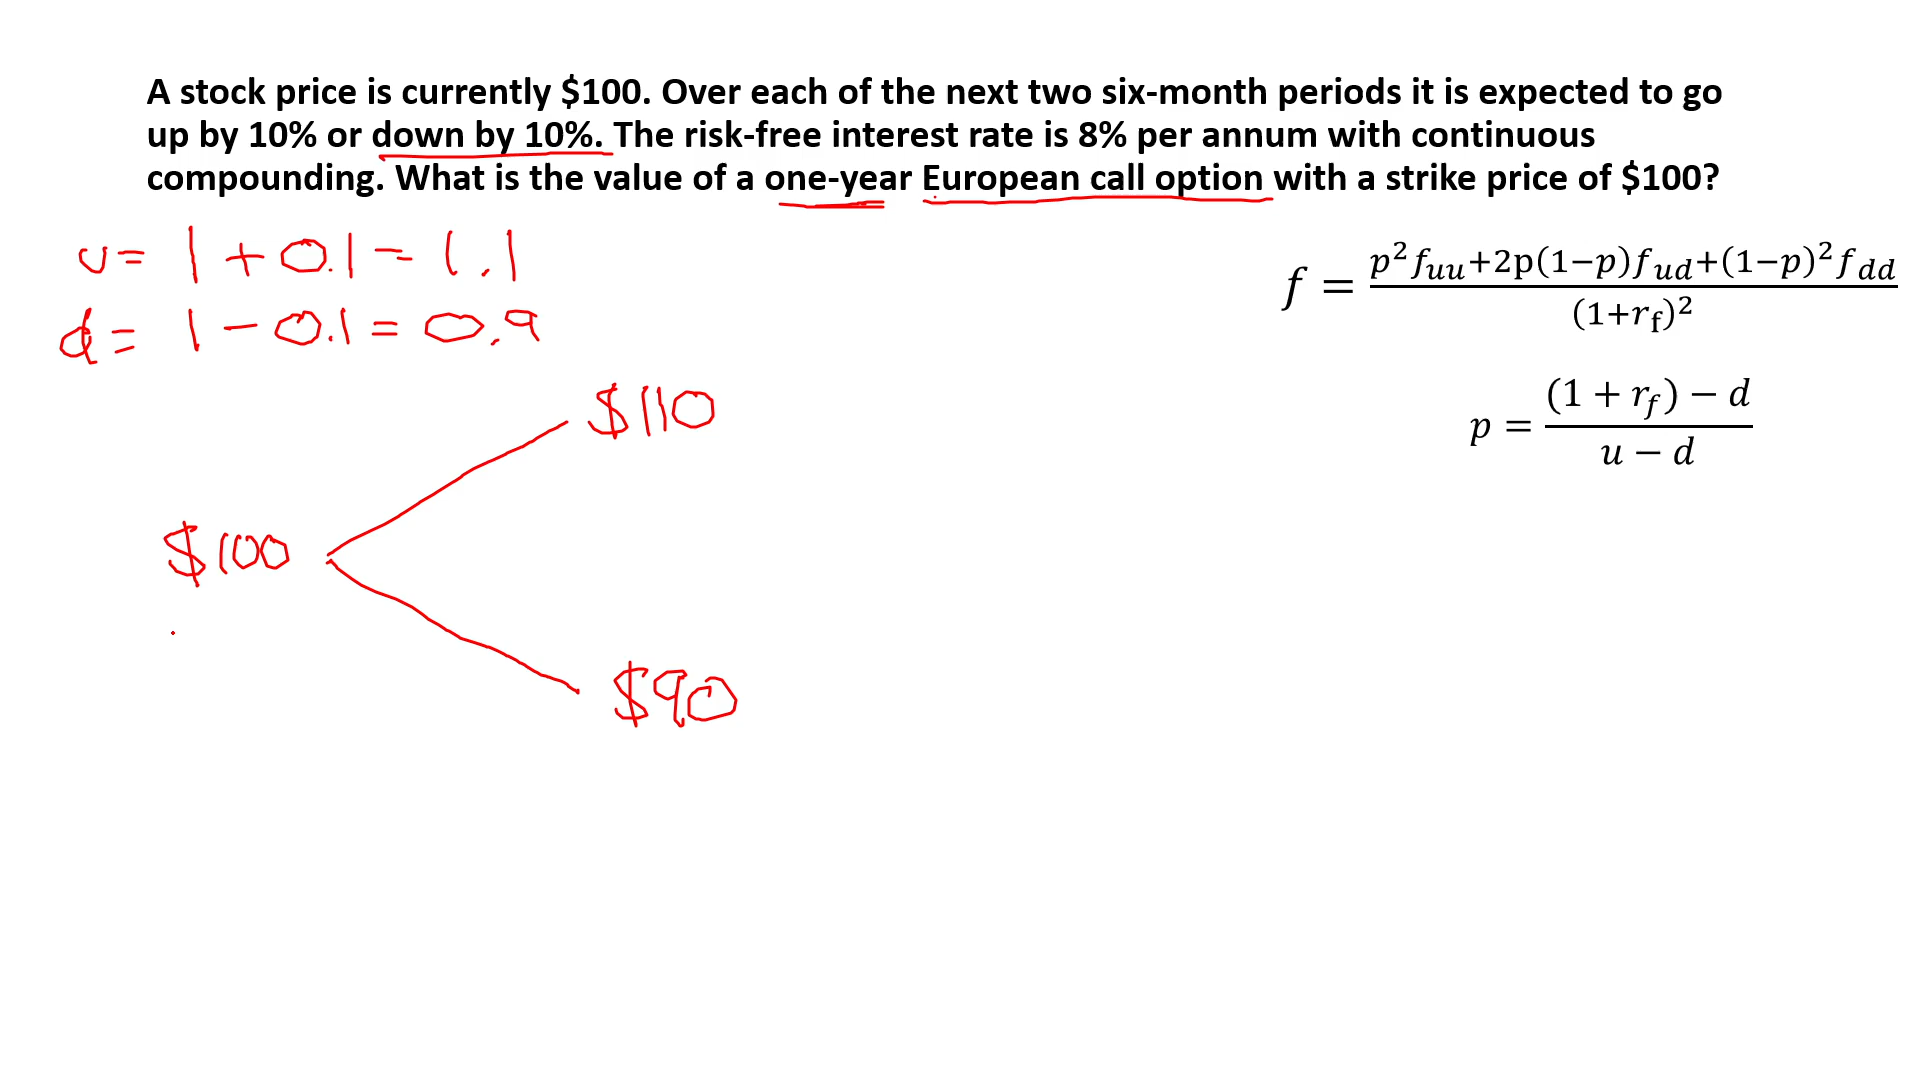 A stock price is currently $100. Over each of the next two six-month periods it is expected to go
up by 10% or down by 10%. The risk-free interest rate is 8% per annum with continuous
compounding. What is the value of a one-year European call option with a strike price of $100?
u = 1 + 0.1 = 1.1
d = 1 - 0.1 = 0.9
f = (p²f_uu+2p(1−p)f_ud+(1−p)²f_dd)/(1+r_f)²
p = ((1 + r_f) − d)/(u − d)
$110
$100
$90